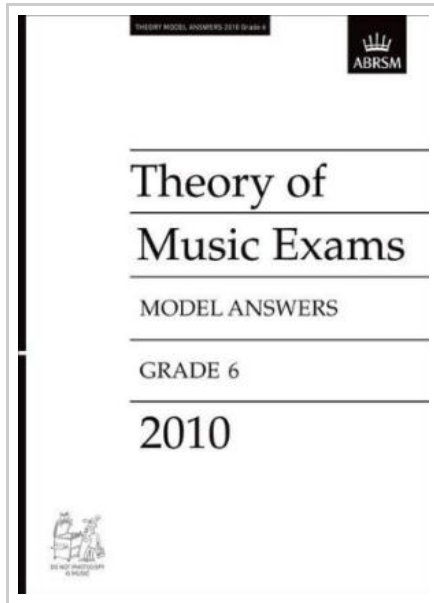 THEORY MODEL ANSWERS 2010 Grade 6
ABRSM
Theory of
Music Exams
MODEL ANSWERS
GRADE 6
2010
DO NOT PHOTOCOPY
© MUSIC